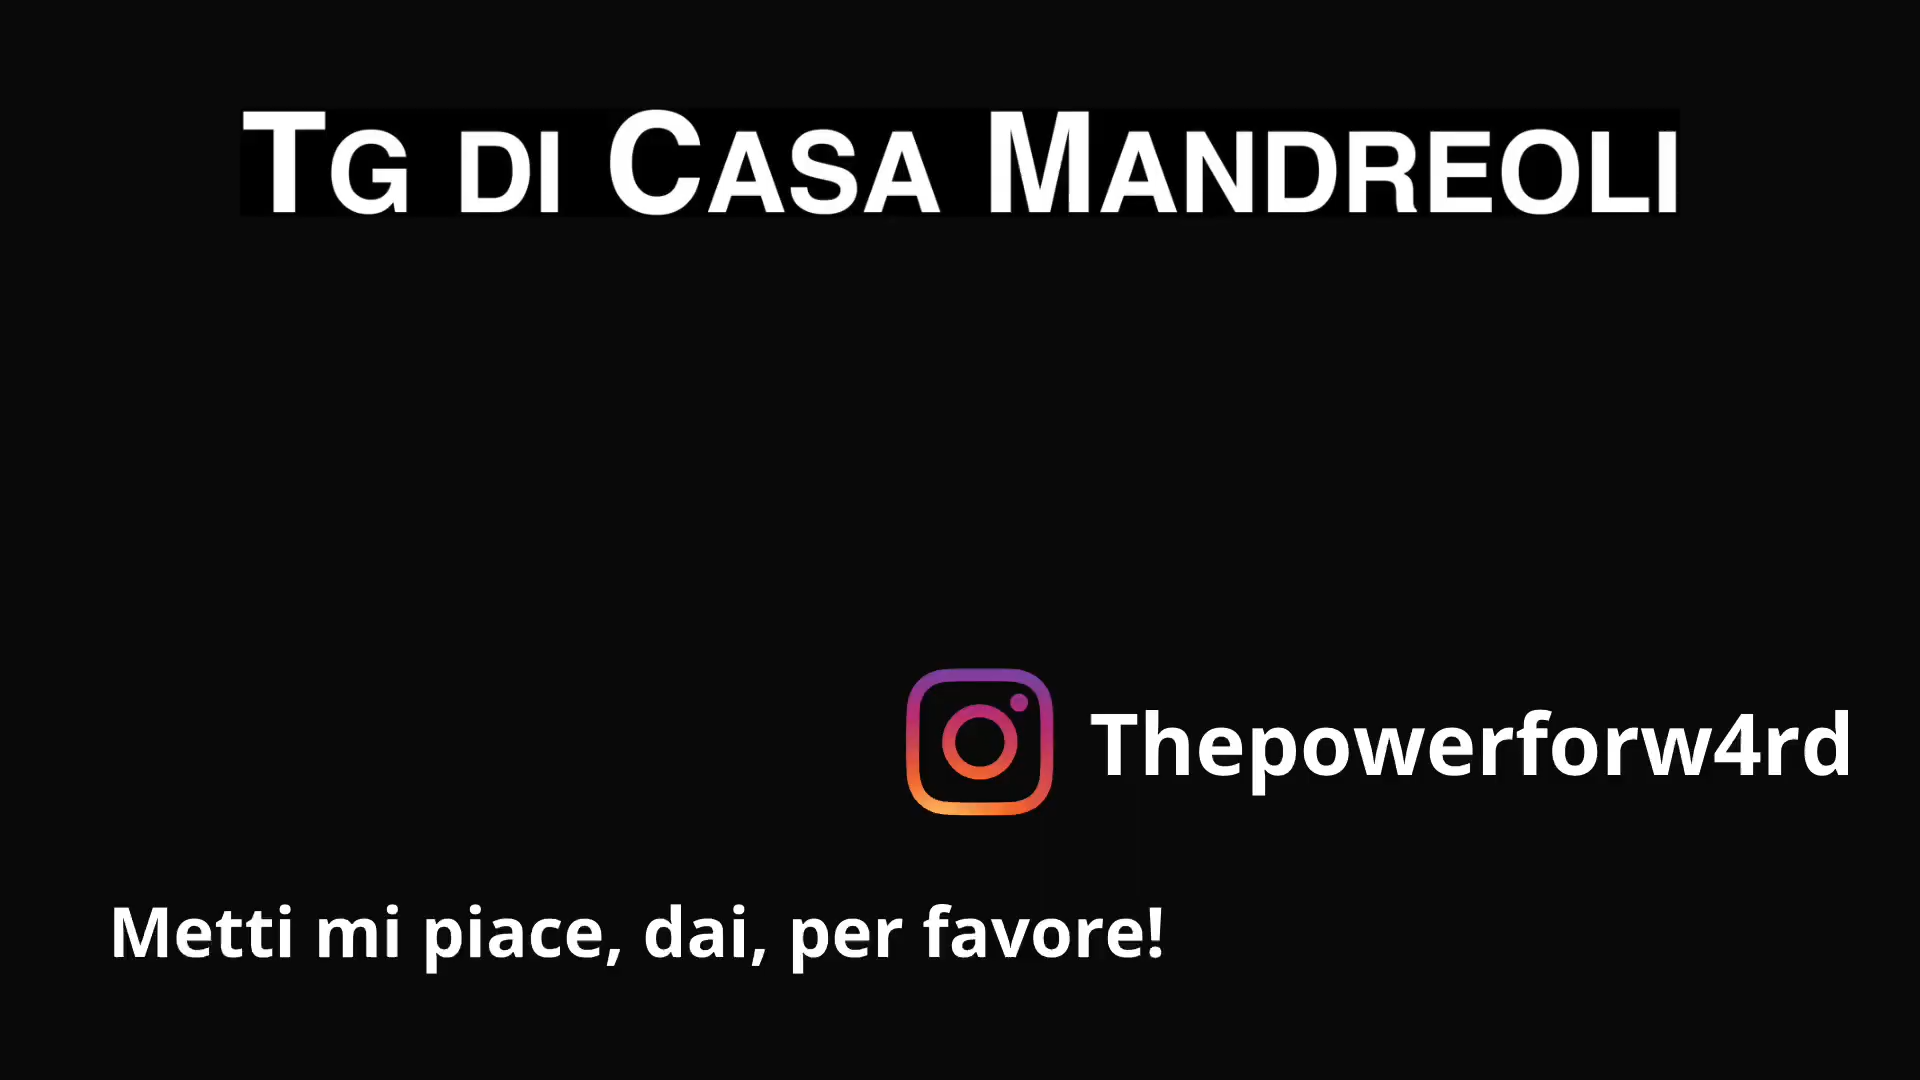 TG DI CASA MANDREOLI
Thepowerforw4rd
Metti mi piace, dai, per favore!